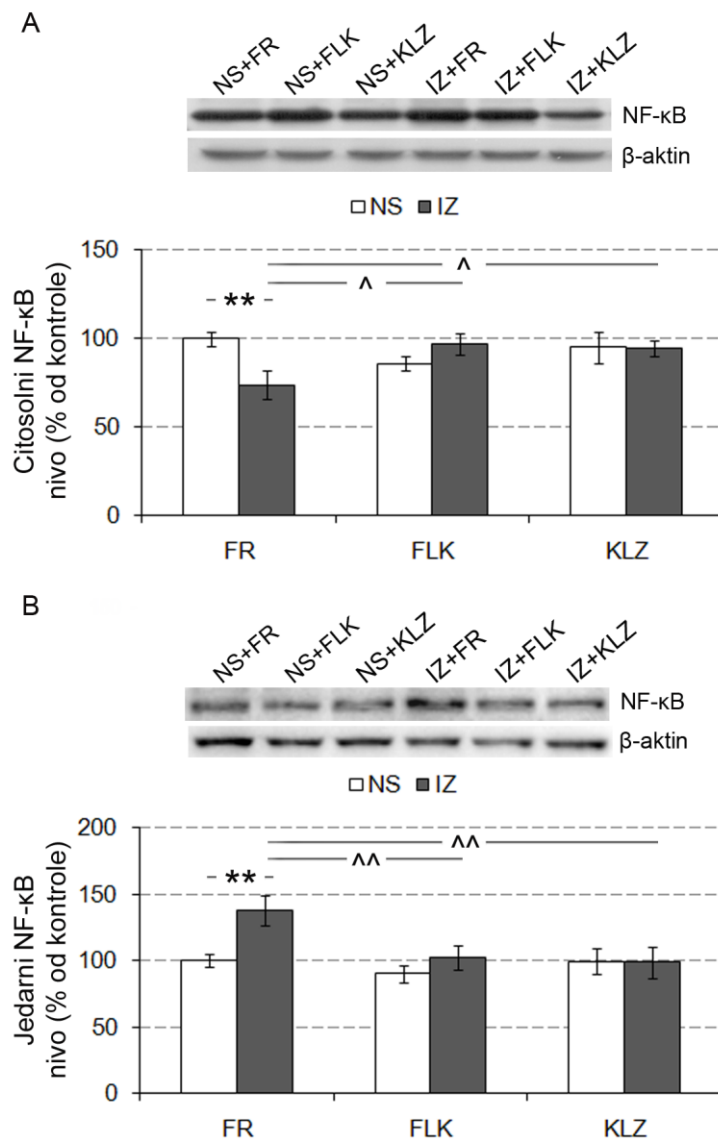 A
NS+FR NS+FLK NS+KLZ IZ+FR IZ+FLK IZ+KLZ
NF-κB
β-aktin
NS IZ
Citosolni NF-κB
nivo (% od kontrole)
150
100
50
0
**
^
^
FR FLK KLZ
B
NS+FR NS+FLK NS+KLZ IZ+FR IZ+FLK IZ+KLZ
NF-κB
β-aktin
NS IZ
Jedarni NF-κB
nivo (% od kontrole)
200
150
100
50
0
**
^^
^^
FR FLK KLZ